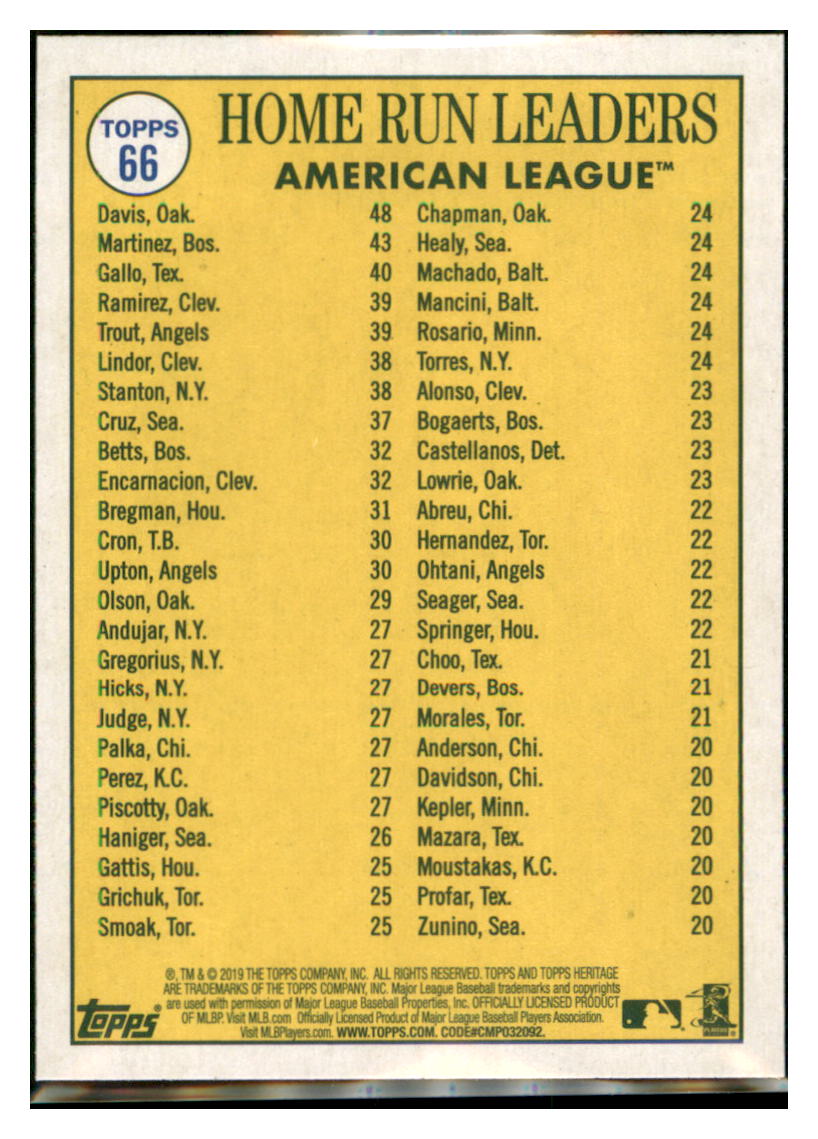 TOPPS
66
HOME RUN LEADERS
AMERICAN LEAGUE™
Davis, Oak. 48
Martinez, Bos. 43
Gallo, Tex. 40
Ramirez, Clev. 39
Trout, Angels 39
Lindor, Clev. 38
Stanton, N.Y. 38
Cruz, Sea. 37
Betts, Bos. 32
Encarnacion, Clev. 32
Bregman, Hou. 31
Cron, T.B. 30
Upton, Angels 30
Olson, Oak. 29
Andujar, N.Y. 27
Gregorius, N.Y. 27
Hicks, N.Y. 27
Judge, N.Y. 27
Palka, Chi. 27
Perez, K.C. 27
Piscotty, Oak. 27
Haniger, Sea. 26
Gattis, Hou. 25
Grichuk, Tor. 25
Smoak, Tor. 25
Chapman, Oak. 24
Healy, Sea. 24
Machado, Balt. 24
Mancini, Balt. 24
Rosario, Minn. 24
Torres, N.Y. 24
Alonso, Clev. 23
Bogaerts, Bos. 23
Castellanos, Det. 23
Lowrie, Oak. 23
Abreu, Chi. 22
Hernandez, Tor. 22
Ohtani, Angels 22
Seager, Sea. 22
Springer, Hou. 22
Choo, Tex. 21
Devers, Bos. 21
Morales, Tor. 21
Anderson, Chi. 20
Davidson, Chi. 20
Kepler, Minn. 20
Mazara, Tex. 20
Moustakas, K.C. 20
Profar, Tex. 20
Zunino, Sea. 20
®, TM & © 2019 THE TOPPS COMPANY, INC. ALL RIGHTS RESERVED. TOPPS AND TOPPS HERITAGE
ARE TRADEMARKS OF THE TOPPS COMPANY, INC. Major League Baseball trademarks and copyrights
are used with permission of Major League Baseball Properties, Inc. OFFICIALLY LICENSED PRODUCT
OF MLBP. Visit MLB.com Officially Licensed Product of Major League Baseball Players Association.
Visit MLBPlayers.com. WWW.TOPPS.COM. CODE#CMP032092.
Topps®
PLAYERS